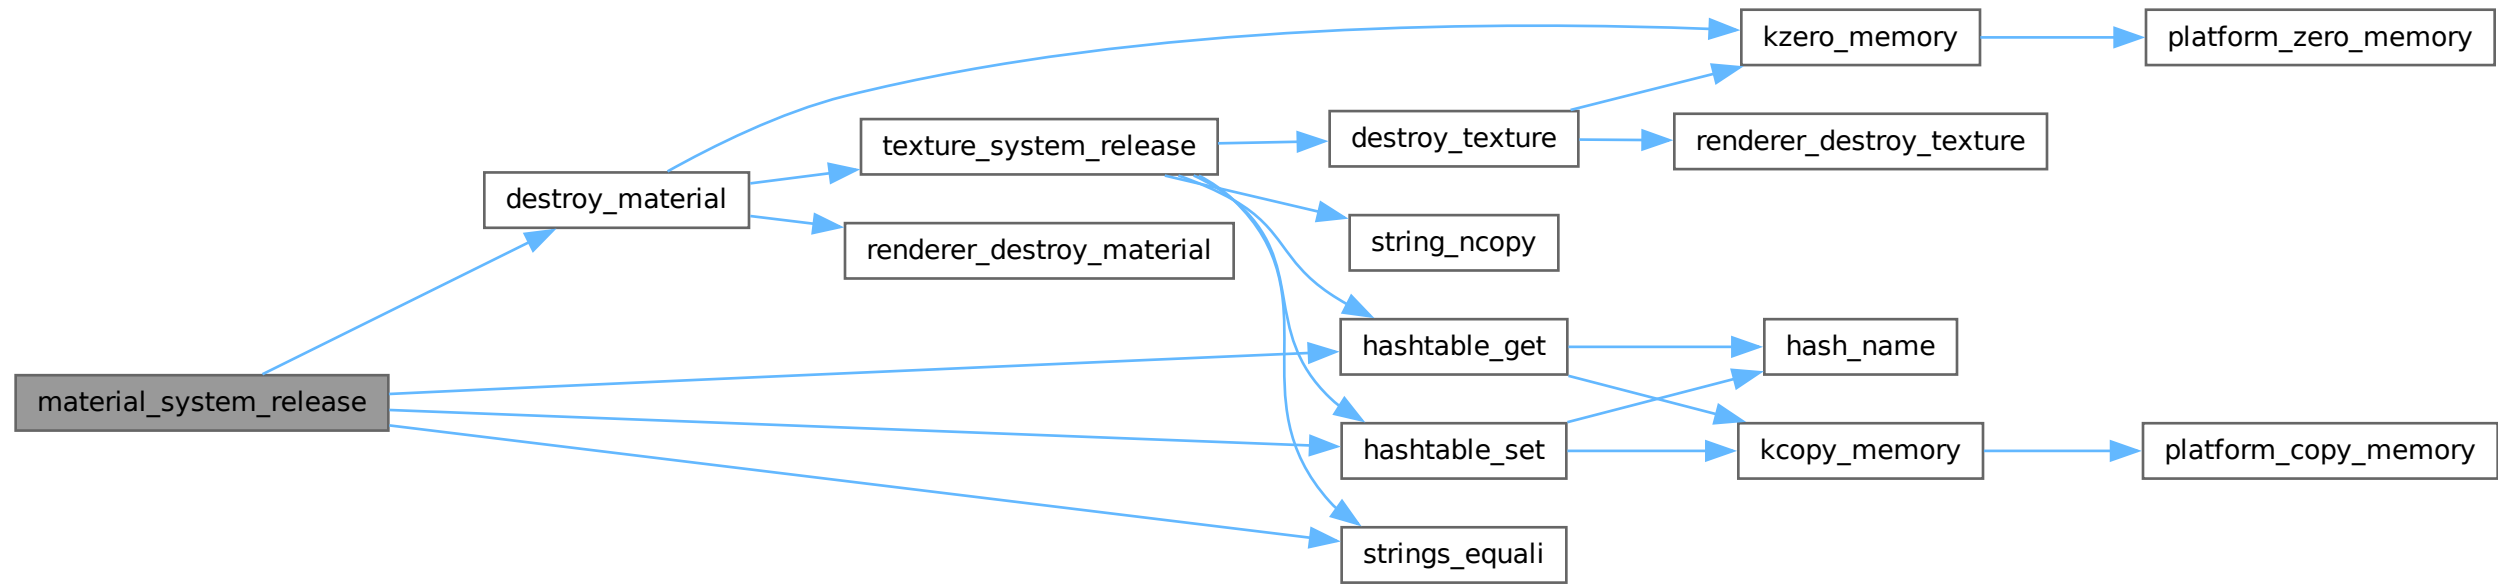 kzero_memory
platform_zero_memory
destroy_texture
renderer_destroy_texture
texture_system_release
destroy_material
string_ncopy
renderer_destroy_material
hashtable_get
hash_name
material_system_release
hashtable_set
kcopy_memory
platform_copy_memory
strings_equali